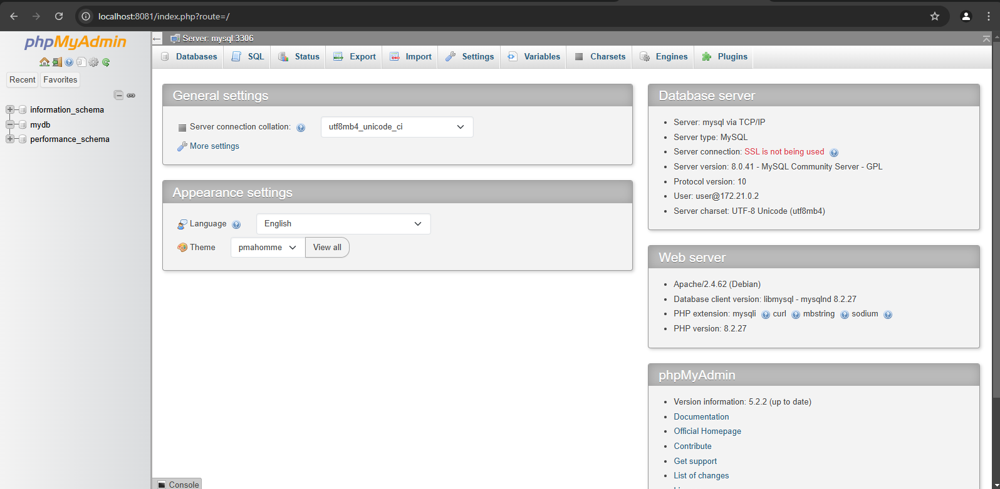 localhost:8081/index.php?route=/
phpMyAdmin
Recent Favorites
information_schema
mydb
performance_schema
Server: mysql:3306
Databases SQL Status Export Import Settings Variables Charsets Engines Plugins
General settings
Server connection collation: utf8mb4_unicode_ci
More settings
Appearance settings
Language English
Theme pmahomme View all
Database server
Server: mysql via TCP/IP
Server type: MySQL
Server connection: SSL is not being used
Server version: 8.0.41 - MySQL Community Server - GPL
Protocol version: 10
User: user@172.21.0.2
Server charset: UTF-8 Unicode (utf8mb4)
Web server
Apache/2.4.62 (Debian)
Database client version: libmysql - mysqlnd 8.2.27
PHP extension: mysqli curl mbstring sodium
PHP version: 8.2.27
phpMyAdmin
Version information: 5.2.2 (up to date)
Documentation
Official Homepage
Contribute
Get support
List of changes
Console